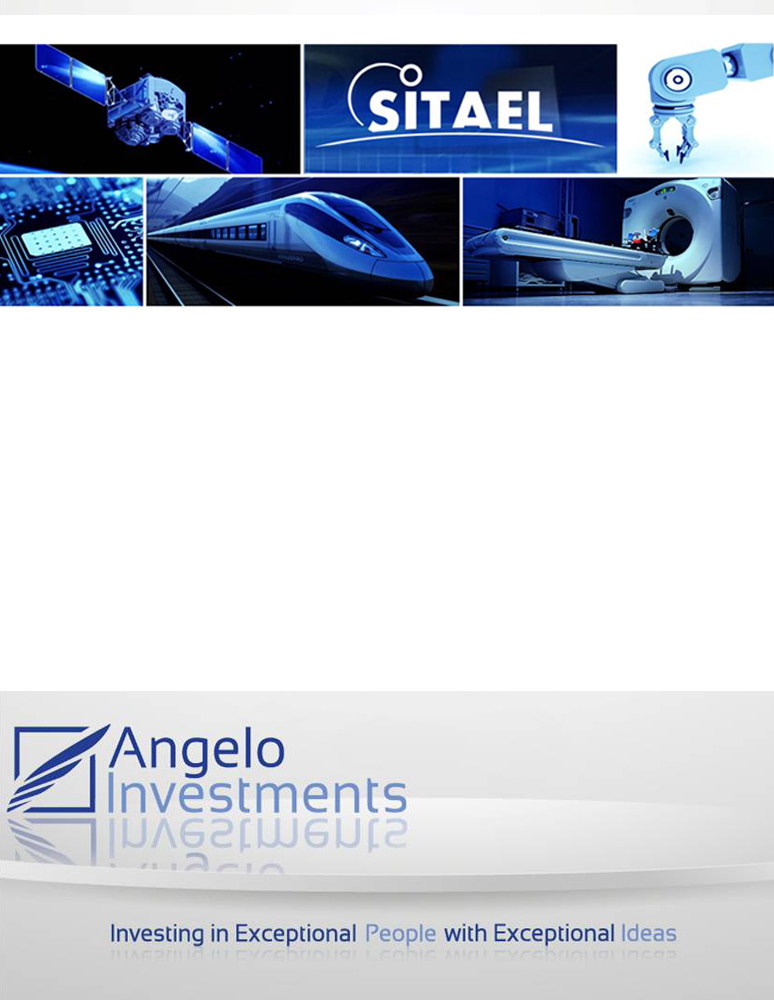 SITAEL
Angelo
Investments
Investing in Exceptional People with Exceptional Ideas